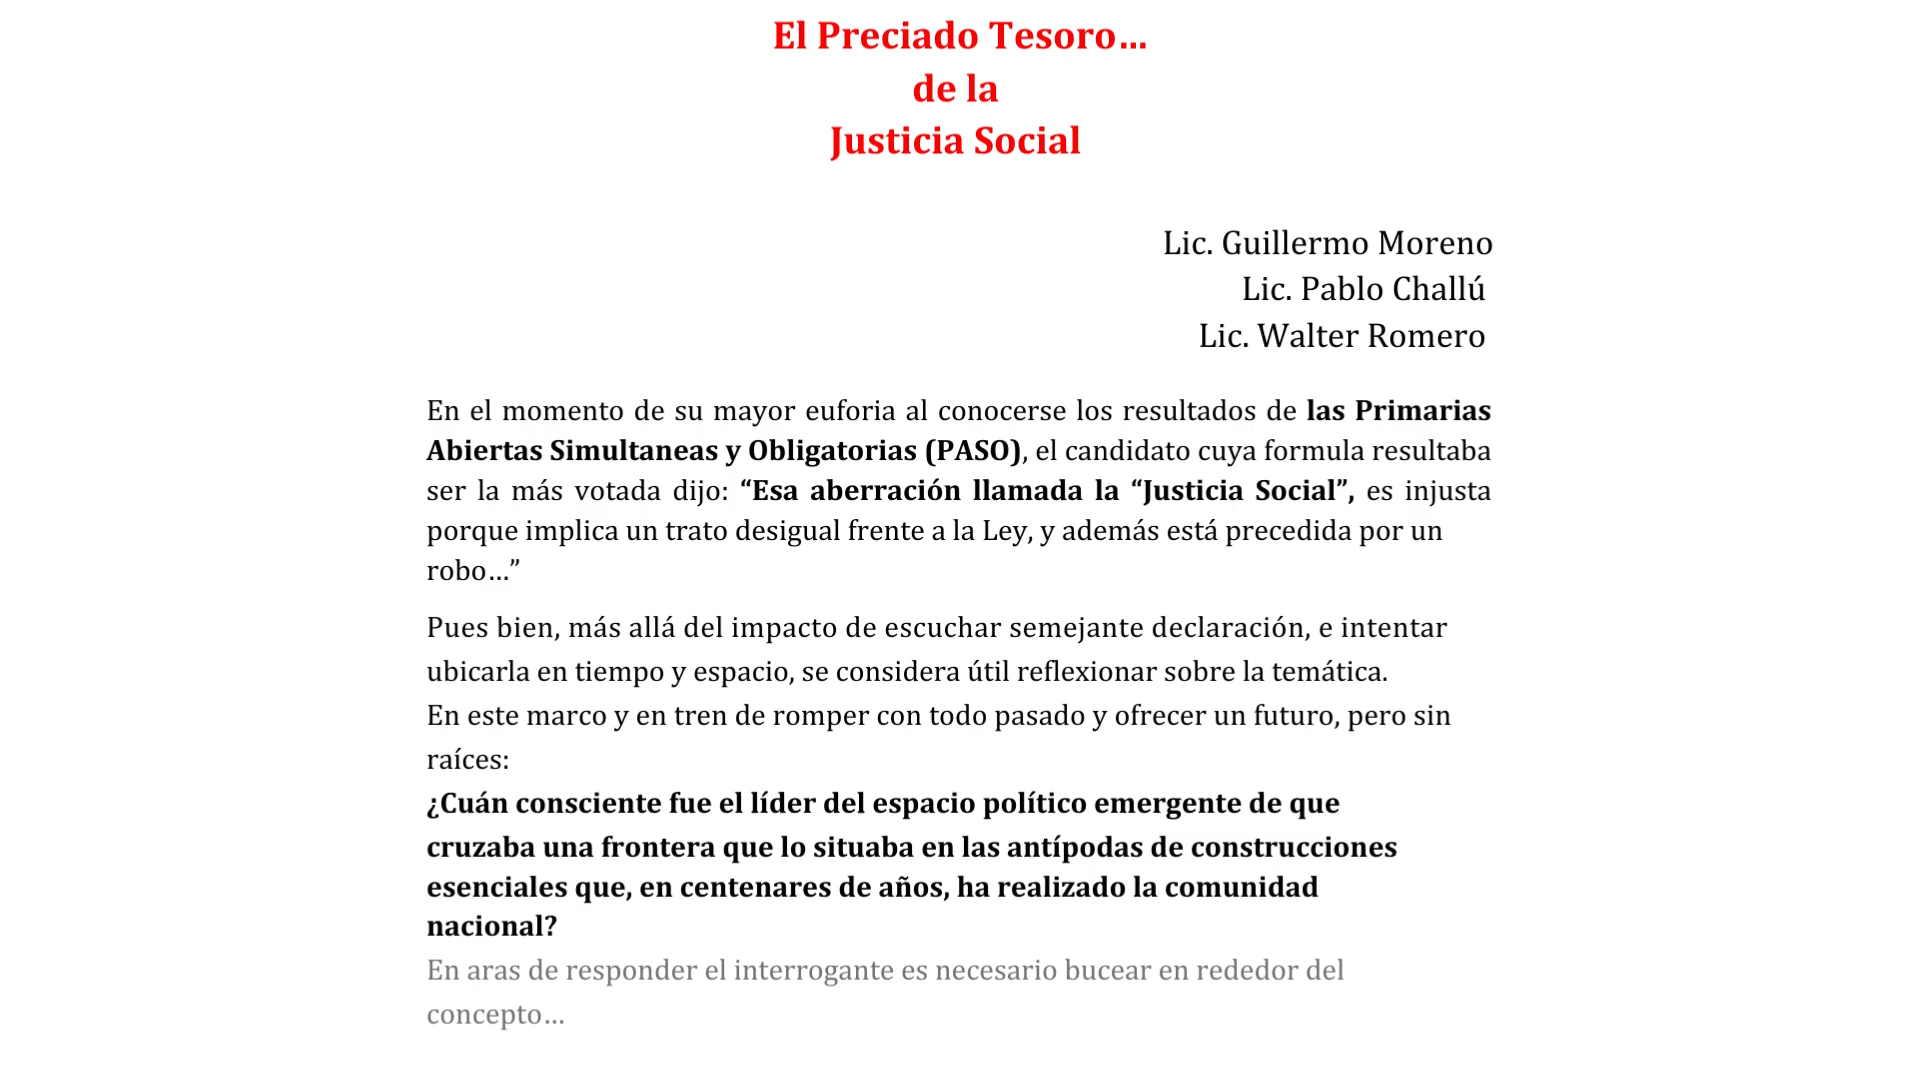 El Preciado Tesoro…
de la
Justicia Social
Lic. Guillermo Moreno
Lic. Pablo Challú
Lic. Walter Romero
En el momento de su mayor euforia al conocerse los resultados de las Primarias
Abiertas Simultaneas y Obligatorias (PASO), el candidato cuya formula resultaba
ser la más votada dijo: “Esa aberración llamada la “Justicia Social”, es injusta
porque implica un trato desigual frente a la Ley, y además está precedida por un
robo…”
Pues bien, más allá del impacto de escuchar semejante declaración, e intentar
ubicarla en tiempo y espacio, se considera útil reflexionar sobre la temática.
En este marco y en tren de romper con todo pasado y ofrecer un futuro, pero sin
raíces:
¿Cuán consciente fue el líder del espacio político emergente de que
cruzaba una frontera que lo situaba en las antípodas de construcciones
esenciales que, en centenares de años, ha realizado la comunidad
nacional?
En aras de responder el interrogante es necesario bucear en rededor del
concepto…